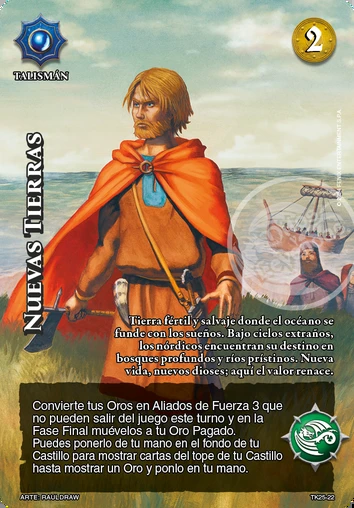 2
TALISMÁN
NUEVAS TIERRAS
Tierra fértil y salvaje donde el océano se
funde con los sueños. Bajo cielos extraños,
los nórdicos encuentran su destino en
bosques profundos y ríos prístinos. Nueva
vida, nuevos dioses; aquí el valor renace.
Convierte tus Oros en Aliados de Fuerza 3 que
no pueden salir del juego este turno y en la
Fase Final muévelos a tu Oro Pagado.
Puedes ponerlo de tu mano en el fondo de tu
Castillo para mostrar cartas del tope de tu Castillo
hasta mostrar un Oro y ponlo en tu mano.
ARTE: RAULDRAW
TK25-22